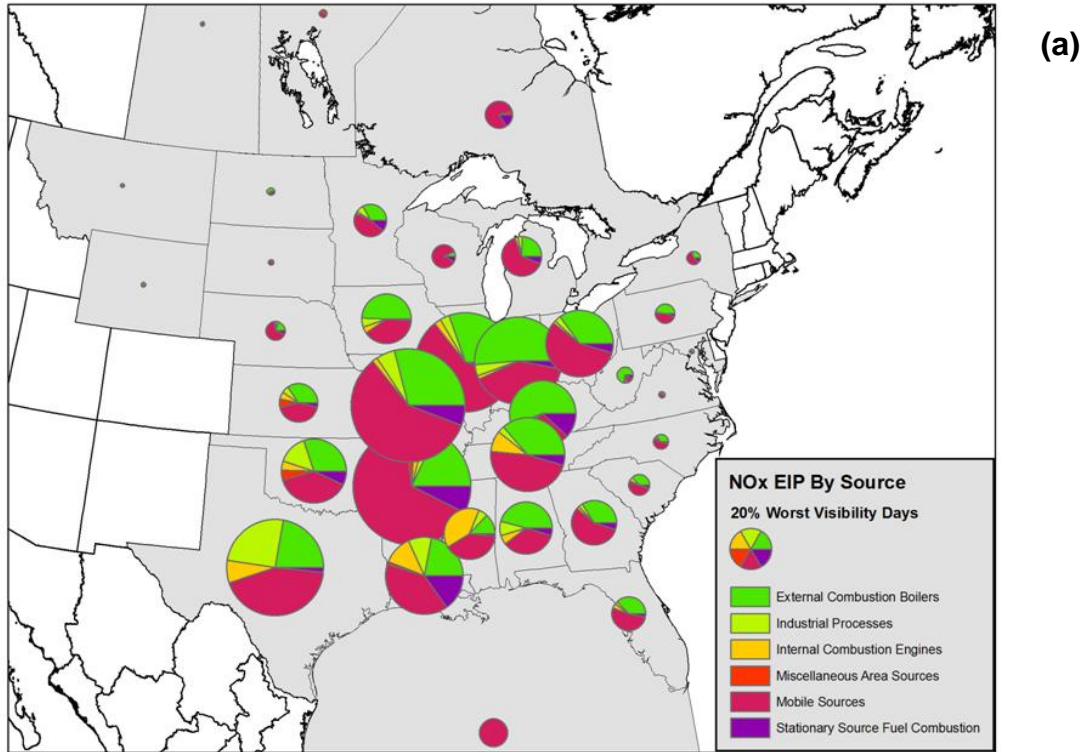 (a)
NOx EIP By Source
20% Worst Visibility Days
External Combustion Boilers
Industrial Processes
Internal Combustion Engines
Miscellaneous Area Sources
Mobile Sources
Stationary Source Fuel Combustion